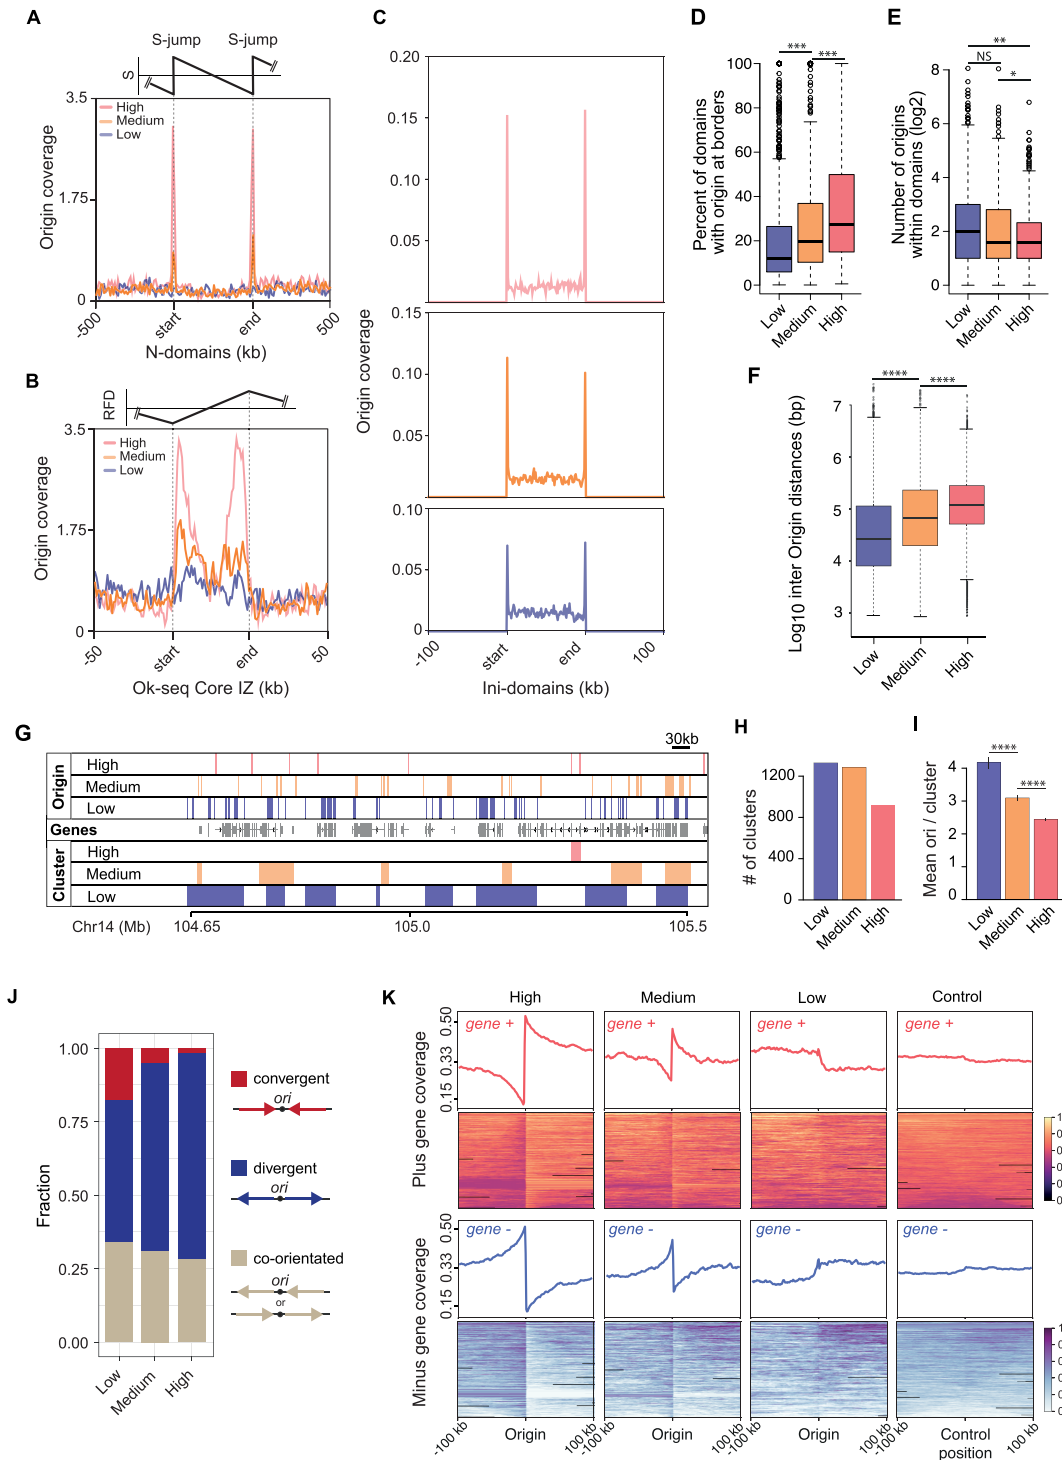 A
S-jump
S-jump
S
3.5
High
Medium
Low
Origin coverage
1.75
0
-500
start
end
500
N-domains (kb)
B
RFD
3.5
High
Medium
Low
Origin coverage
1.75
0
-50
start
end
50
Ok-seq Core IZ (kb)
C
0.20
0.15
0.10
0.05
0.15
0.10
0.05
0.10
0.05
0
Origin coverage
-100
start
end
100
Ini-domains (kb)
D
***
***
100
80
60
40
20
0
Percent of domains
with origin at borders
Low
Medium
High
E
**
NS
*
8
6
4
2
0
Number of origins
within domains (log2)
Low
Medium
High
F
****
****
7
6
5
4
3
Log10 inter Origin distances (bp)
Low
Medium
High
G
30kb
Origin
High
Medium
Low
Genes
Cluster
High
Medium
Low
Chr14 (Mb)
104.65
105.0
105.5
H
1200
800
400
0
# of clusters
Low
Medium
High
I
****
****
4
3
2
1
0
Mean ori / cluster
Low
Medium
High
J
1.00
0.75
0.50
0.25
0.00
Fraction
Low
Medium
High
convergent
ori
divergent
ori
co-orientated
ori
or
K
High
Medium
Low
Control
gene +
gene +
gene +
gene +
0.50
0.33
0.15
Plus gene coverage
gene -
gene -
gene -
gene -
0.50
0.33
0.15
Minus gene coverage
-100 kb
Origin
100 kb
-100 kb
Origin
100 kb
-100 kb
Origin
100 kb
-100 kb
Control
position
100 kb